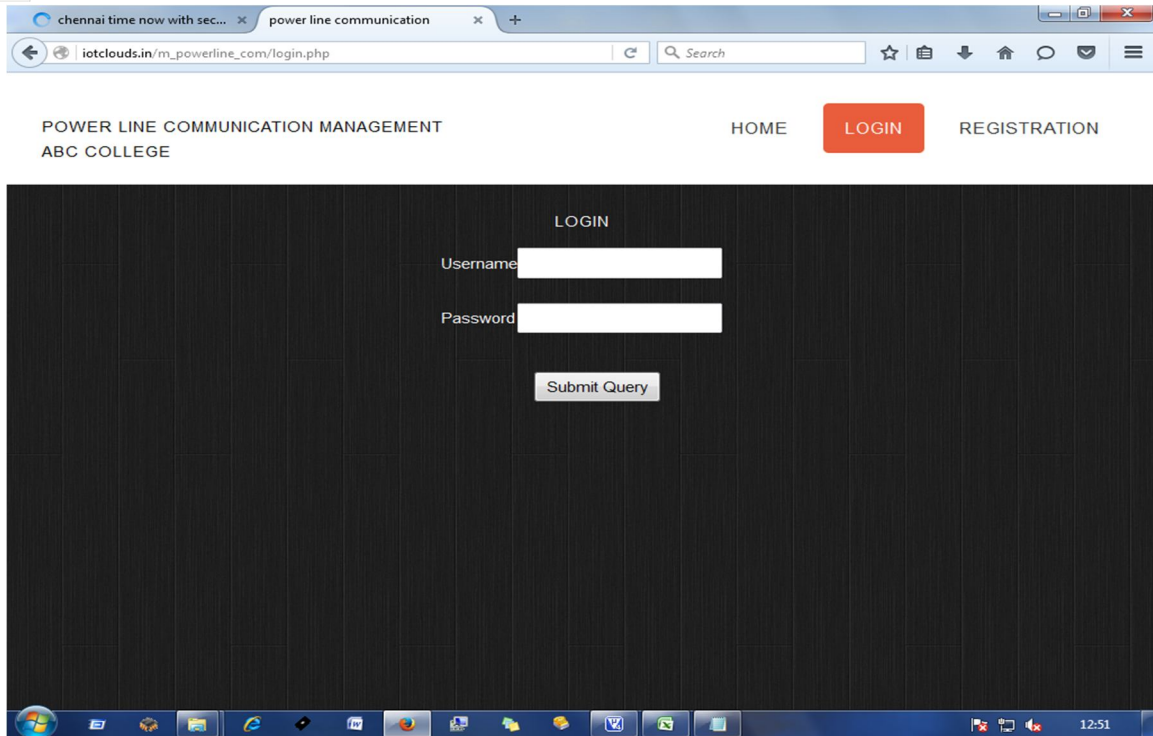 chennai time now with sec...
power line communication
iotclouds.in/m_powerline_com/login.php
Search
POWER LINE COMMUNICATION MANAGEMENT
ABC COLLEGE
HOME
LOGIN
REGISTRATION
LOGIN
Username
Password
Submit Query
12:51